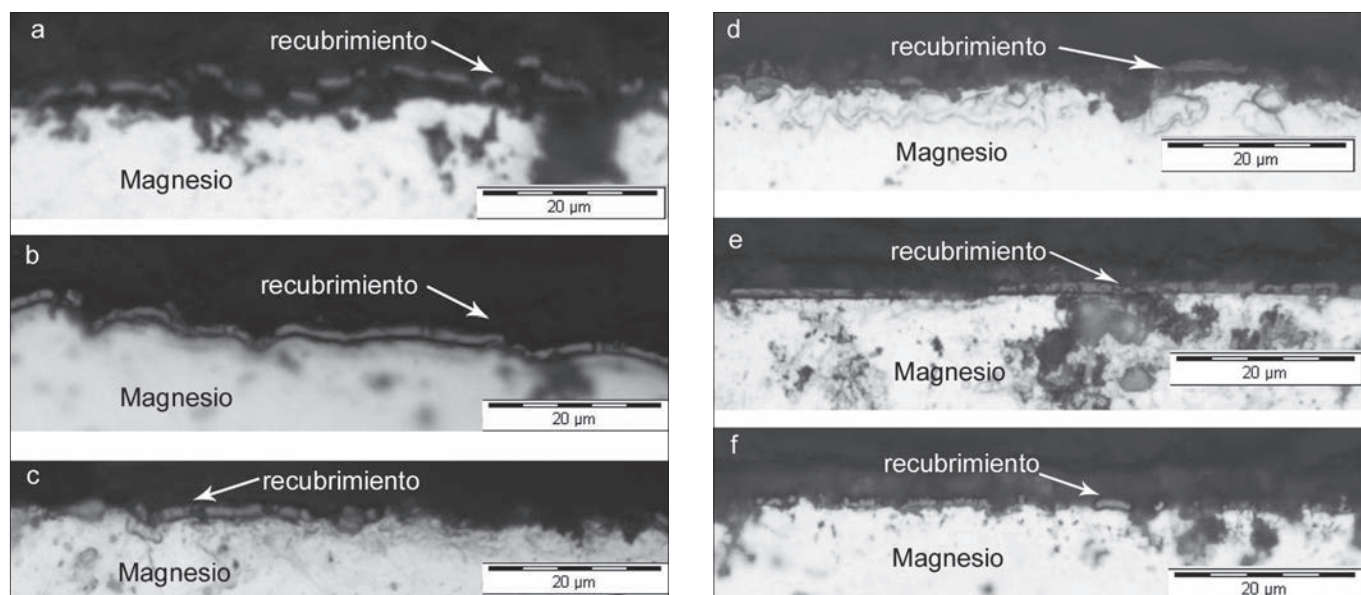 a
recubrimiento
Magnesio
20 µm
b
recubrimiento
Magnesio
20 µm
c
recubrimiento
Magnesio
20 µm
d
recubrimiento
Magnesio
20 µm
e
recubrimiento
Magnesio
20 µm
f
recubrimiento
Magnesio
20 µm